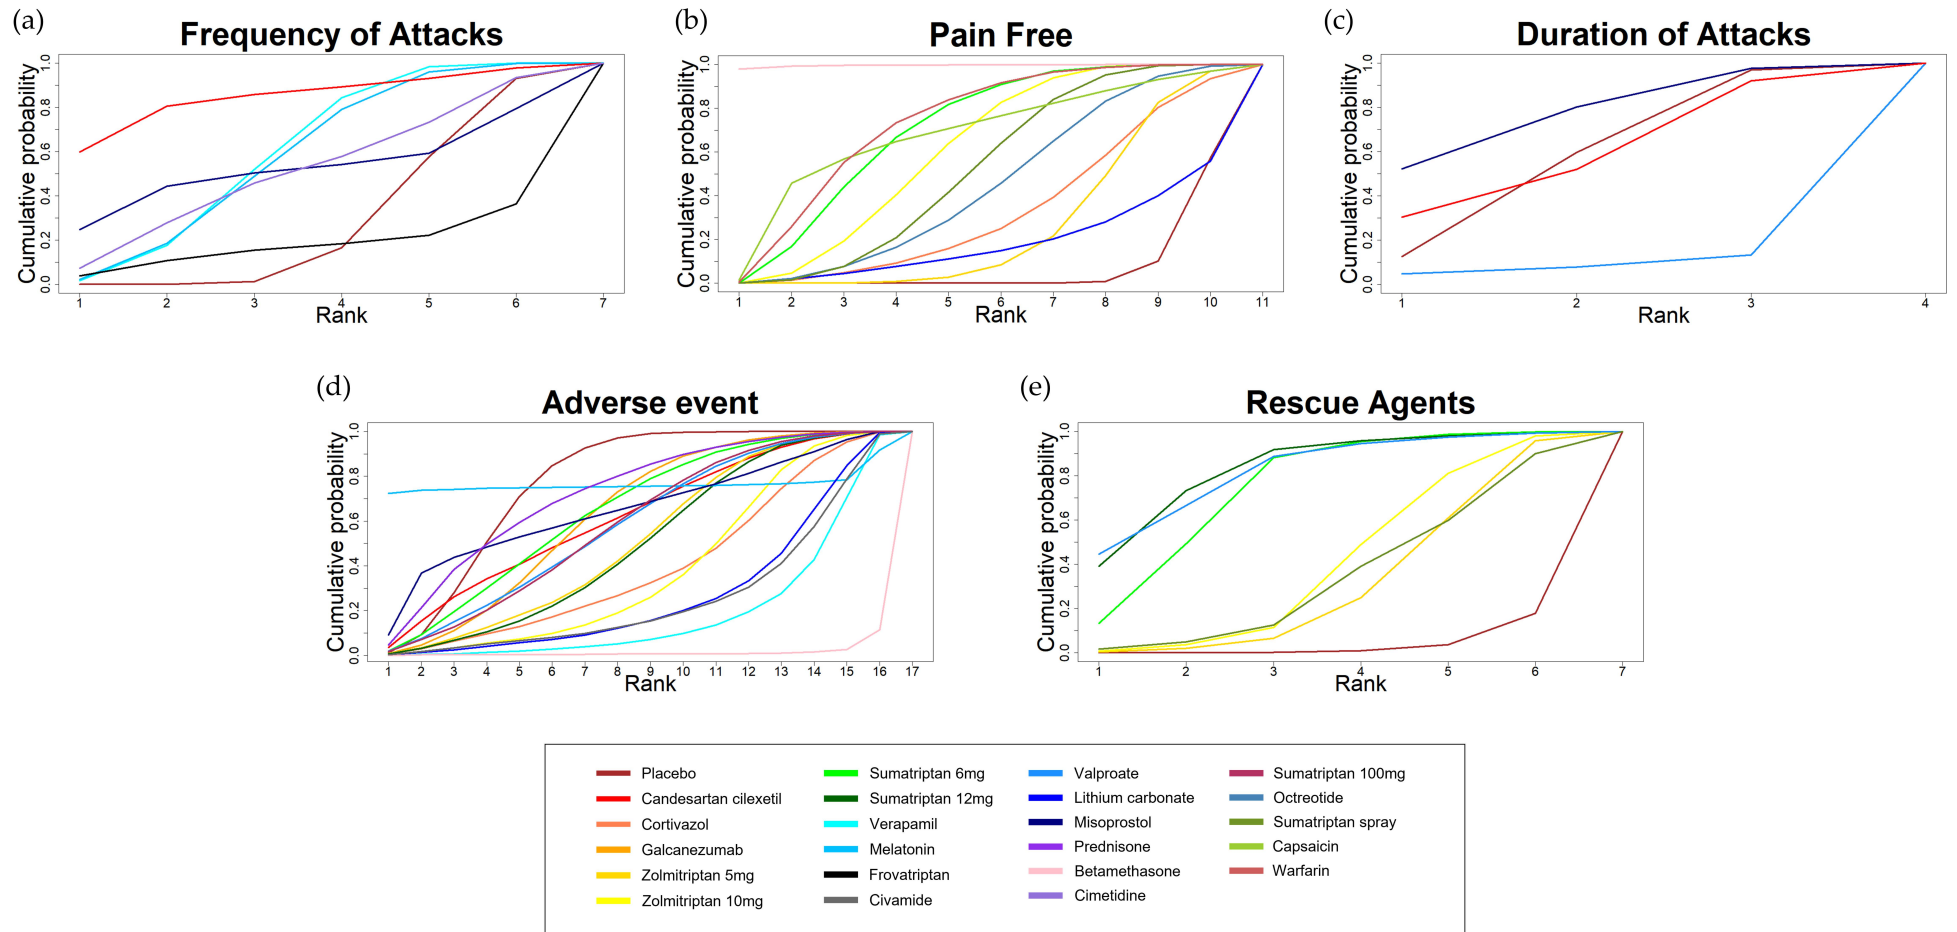 (a)
Frequency of Attacks
Cumulative probability
0.0 0.2 0.4 0.6 0.8 1.0
1 2 3 4 5 6 7
Rank
(b)
Pain Free
Cumulative probability
0.0 0.2 0.4 0.6 0.8 1.0
1 2 3 4 5 6 7 8 9 10 11
Rank
(c)
Duration of Attacks
Cumulative probability
0.0 0.2 0.4 0.6 0.8 1.0
1 2 3 4
Rank
(d)
Adverse event
Cumulative probability
0.0 0.2 0.4 0.6 0.8 1.0
1 2 3 4 5 6 7 8 9 10 11 12 13 14 15 16 17
Rank
(e)
Rescue Agents
Cumulative probability
0.0 0.2 0.4 0.6 0.8 1.0
1 2 3 4 5 6 7
Rank
Placebo
Candesartan cilexetil
Cortivazol
Galcanezumab
Zolmitriptan 5mg
Zolmitriptan 10mg
Sumatriptan 6mg
Sumatriptan 12mg
Verapamil
Melatonin
Frovatriptan
Civamide
Valproate
Lithium carbonate
Misoprostol
Prednisone
Betamethasone
Cimetidine
Sumatriptan 100mg
Octreotide
Sumatriptan spray
Capsaicin
Warfarin